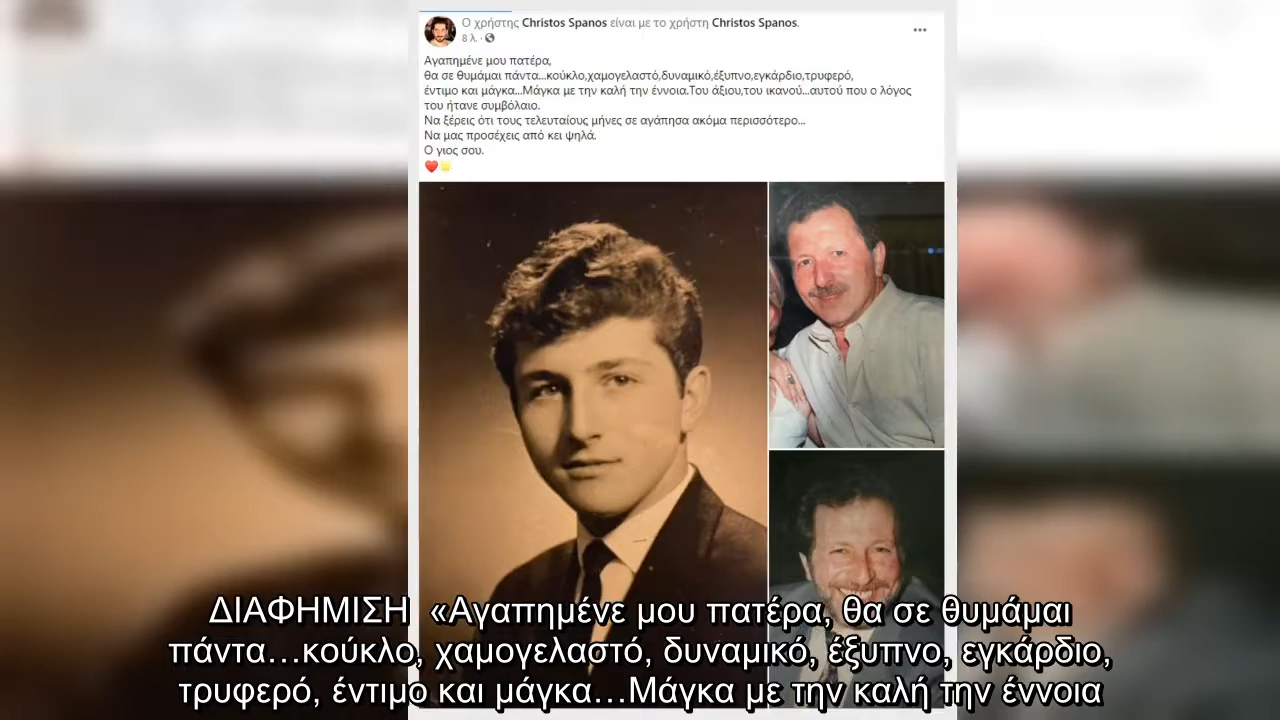 Ο χρήστης Christos Spanos είναι με το χρήστη Christos Spanos.
8 λ. ·
Αγαπημένε μου πατέρα,
θα σε θυμάμαι πάντα...κούκλο,χαμογελαστό,δυναμικό,έξυπνο,εγκάρδιο,τρυφερό,
έντιμο και μάγκα...Μάγκα με την καλή την έννοια.Του άξιου,του ικανού...αυτού που ο λόγος
του ήτανε συμβόλαιο.
Να ξέρεις ότι τους τελευταίους μήνες σε αγάπησα ακόμα περισσότερο...
Να μας προσέχεις από κει ψηλά.
Ο γιος σου.
ΔΙΑΦΗΜΙΣΗ «Αγαπημένε μου πατέρα, θα σε θυμάμαι
πάντα…κούκλο, χαμογελαστό, δυναμικό, έξυπνο, εγκάρδιο,
τρυφερό, έντιμο και μάγκα…Μάγκα με την καλή την έννοια